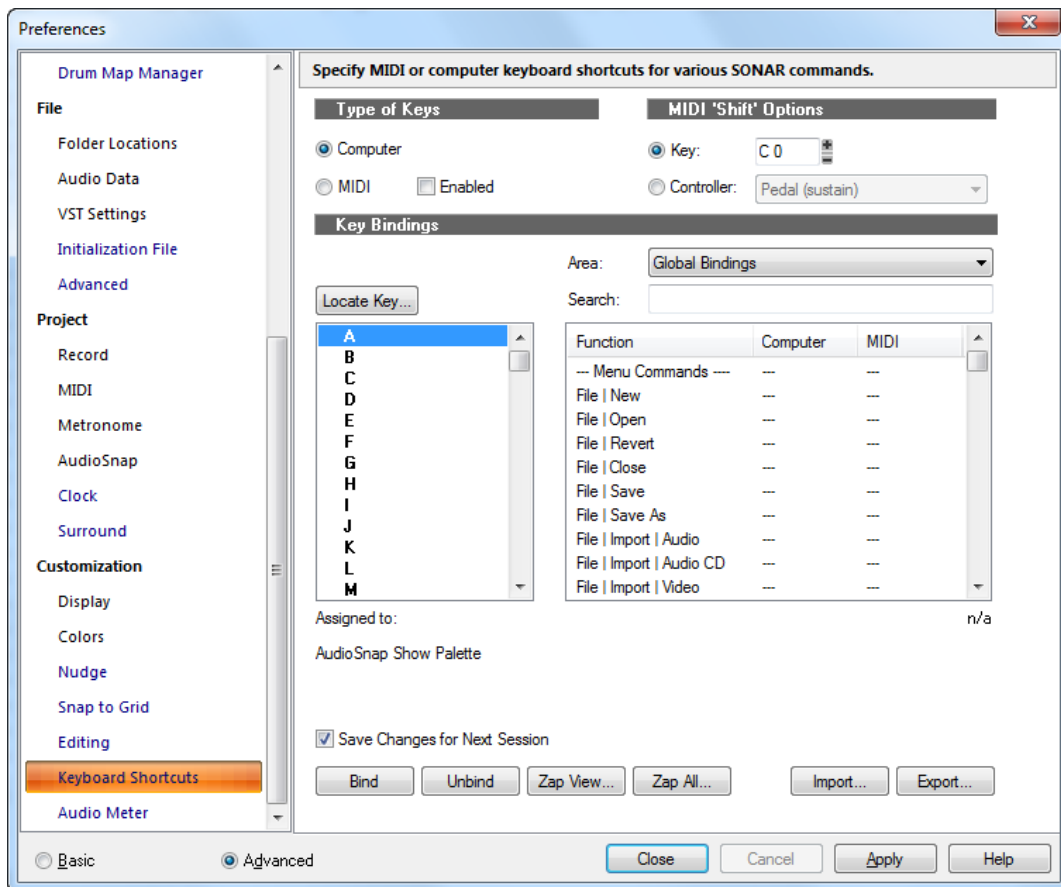 Preferences
Drum Map Manager
File
Folder Locations
Audio Data
VST Settings
Initialization File
Advanced
Project
Record
MIDI
Metronome
AudioSnap
Clock
Surround
Customization
Display
Colors
Nudge
Snap to Grid
Editing
Keyboard Shortcuts
Audio Meter
Basic
Advanced
Specify MIDI or computer keyboard shortcuts for various SONAR commands.
Type of Keys
Computer
MIDI Enabled
MIDI 'Shift' Options
Key: C 0
Controller: Pedal (sustain)
Key Bindings
Area: Global Bindings
Locate Key...
Search:
A
B
C
D
E
F
G
H
I
J
K
L
M
Function Computer MIDI
--- Menu Commands ---- --- ---
File | New --- ---
File | Open --- ---
File | Revert --- ---
File | Close --- ---
File | Save --- ---
File | Save As --- ---
File | Import | Audio --- ---
File | Import | Audio CD --- ---
File | Import | Video --- ---
Assigned to: n/a
AudioSnap Show Palette
Save Changes for Next Session
Bind Unbind Zap View... Zap All... Import... Export...
Close Cancel Apply Help